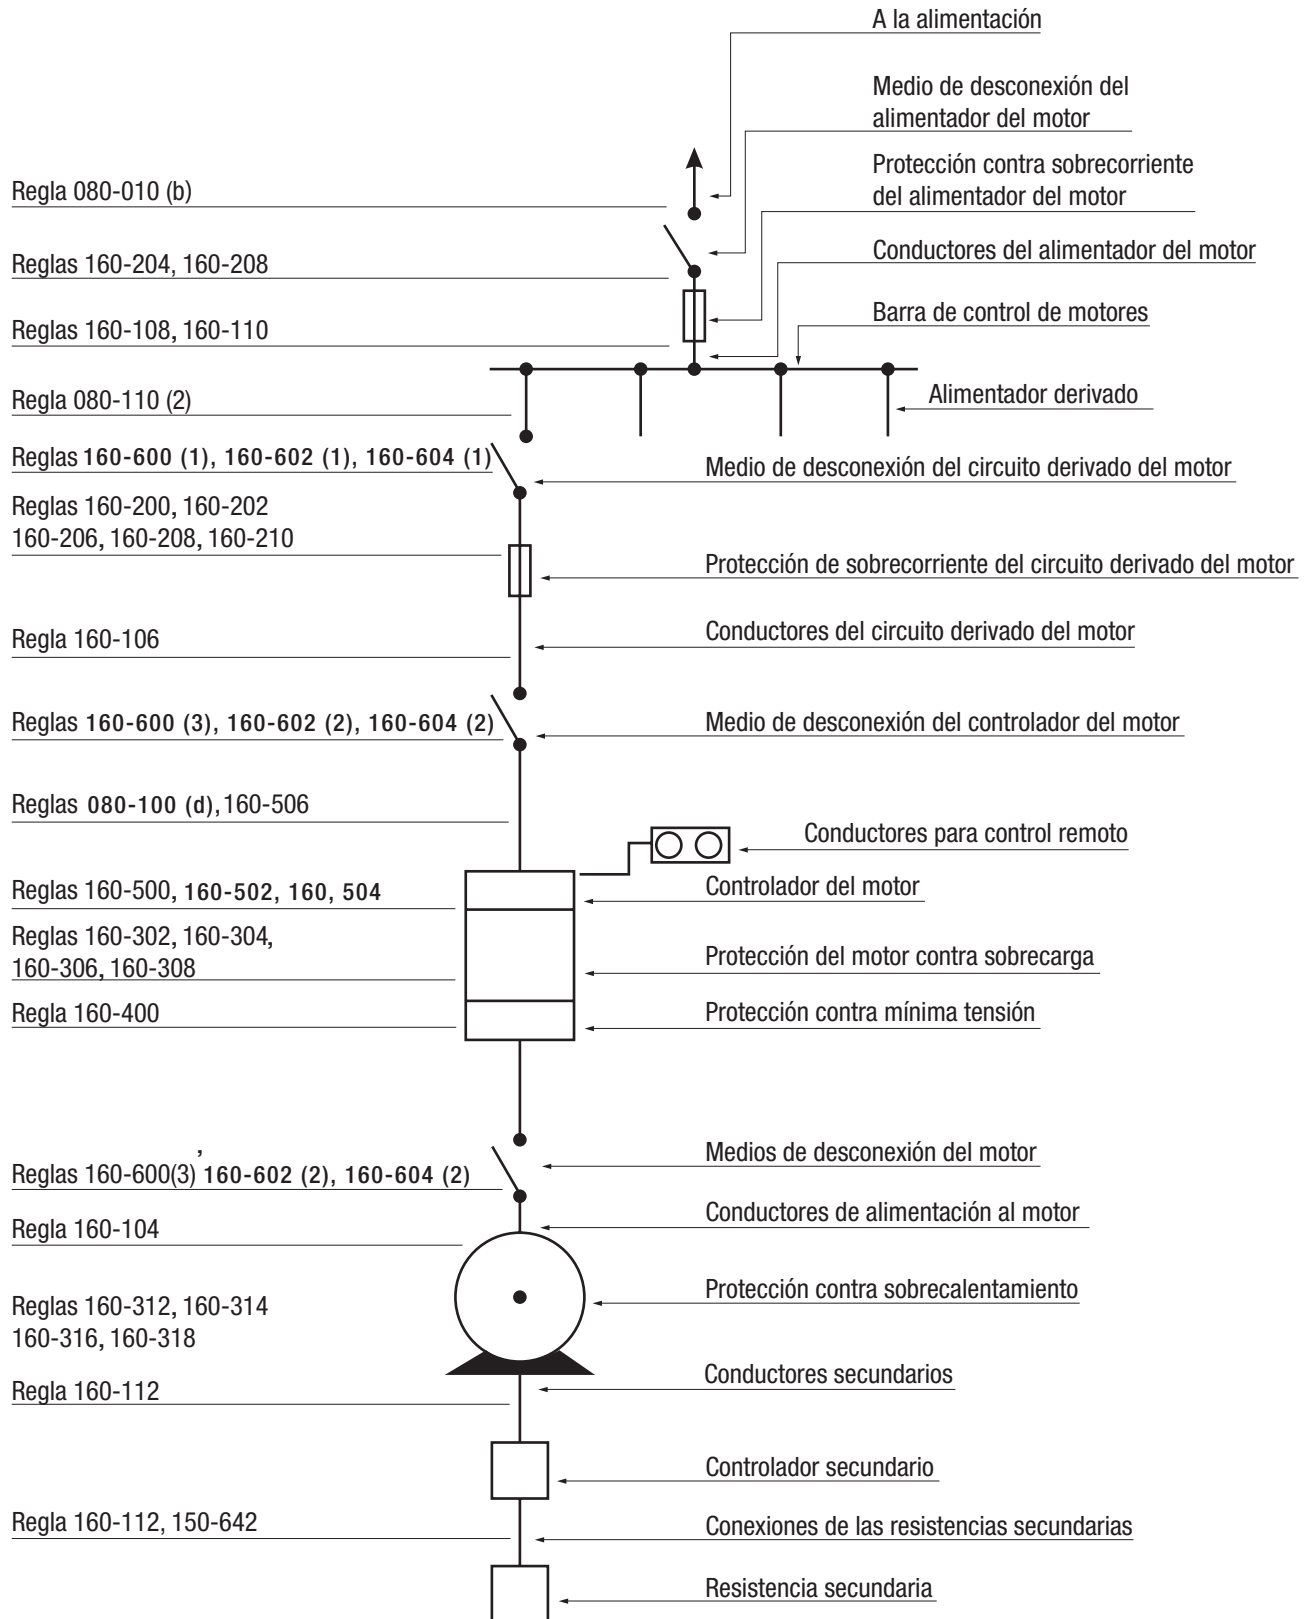 A la alimentación
Medio de desconexión del
alimentador del motor
Protección contra sobrecorriente
del alimentador del motor
Regla 080-010 (b)
Conductores del alimentador del motor
Reglas 160-204, 160-208
Barra de control de motores
Reglas 160-108, 160-110
Alimentador derivado
Regla 080-110 (2)
Reglas 160-600 (1), 160-602 (1), 160-604 (1)
Medio de desconexión del circuito derivado del motor
Reglas 160-200, 160-202
160-206, 160-208, 160-210
Protección de sobrecorriente del circuito derivado del motor
Regla 160-106
Conductores del circuito derivado del motor
Reglas 160-600 (3), 160-602 (2), 160-604 (2)
Medio de desconexión del controlador del motor
Reglas 080-100 (d), 160-506
Conductores para control remoto
Reglas 160-500, 160-502, 160, 504
Controlador del motor
Reglas 160-302, 160-304,
160-306, 160-308
Protección del motor contra sobrecarga
Regla 160-400
Protección contra mínima tensión
Reglas 160-600(3), 160-602 (2), 160-604 (2)
Medios de desconexión del motor
Regla 160-104
Conductores de alimentación al motor
Reglas 160-312, 160-314
160-316, 160-318
Protección contra sobrecalentamiento
Regla 160-112
Conductores secundarios
Controlador secundario
Regla 160-112, 150-642
Conexiones de las resistencias secundarias
Resistencia secundaria